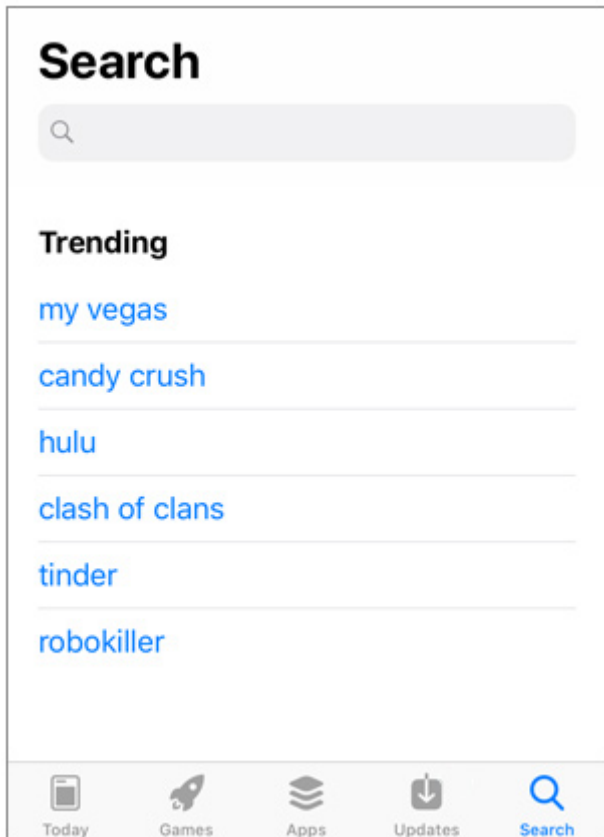 Search
Trending
my vegas
candy crush
hulu
clash of clans
tinder
robokiller
Today Games Apps Updates Search